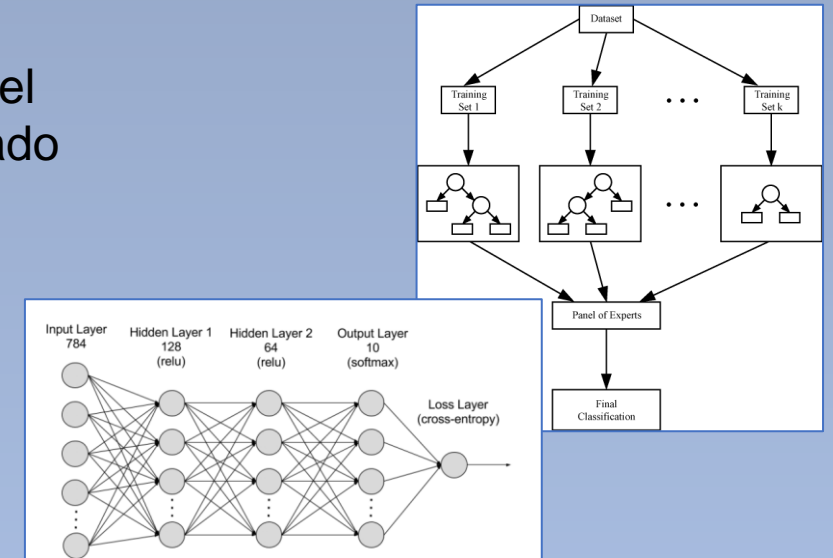 el
ado
Dataset
Training
Set 1
Training
Set 2
. . .
Training
Set k
. . .
Panel of Experts
Final
Classification
Input Layer
784
Hidden Layer 1
128
(relu)
Hidden Layer 2
64
(relu)
Output Layer
10
(softmax)
Loss Layer
(cross-entropy)